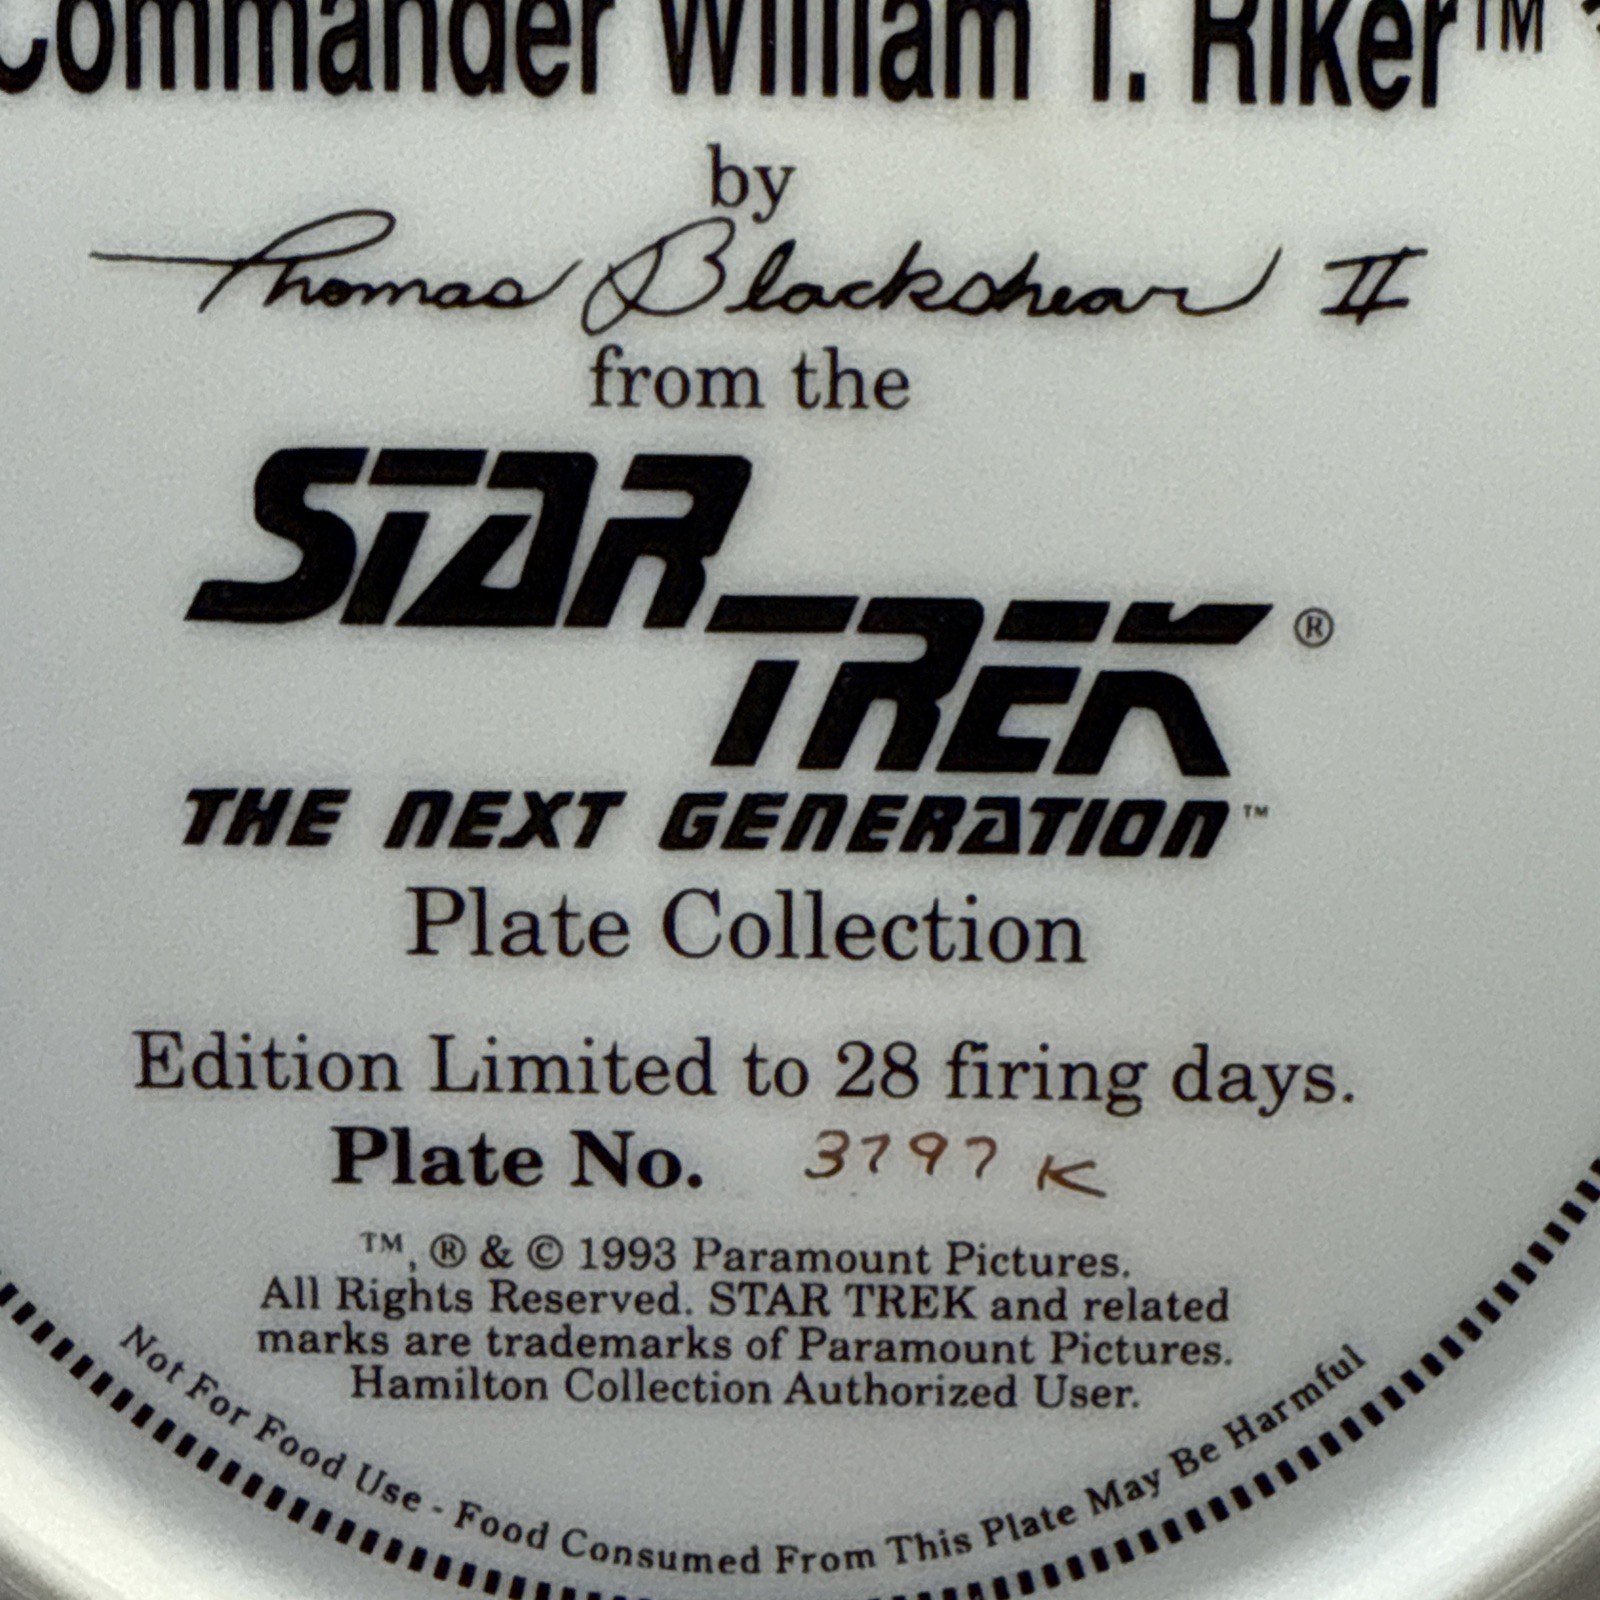 Commander William T. Riker™
by
Thomas Blackshear II
from the
STAR
TREK®
THE NEXT GENERATION™
Plate Collection
Edition Limited to 28 firing days.
Plate No. 3797 K
™, ® & © 1993 Paramount Pictures.
All Rights Reserved. STAR TREK and related
marks are trademarks of Paramount Pictures.
Hamilton Collection Authorized User.
Not For Food Use - Food Consumed From This Plate May Be Harmful